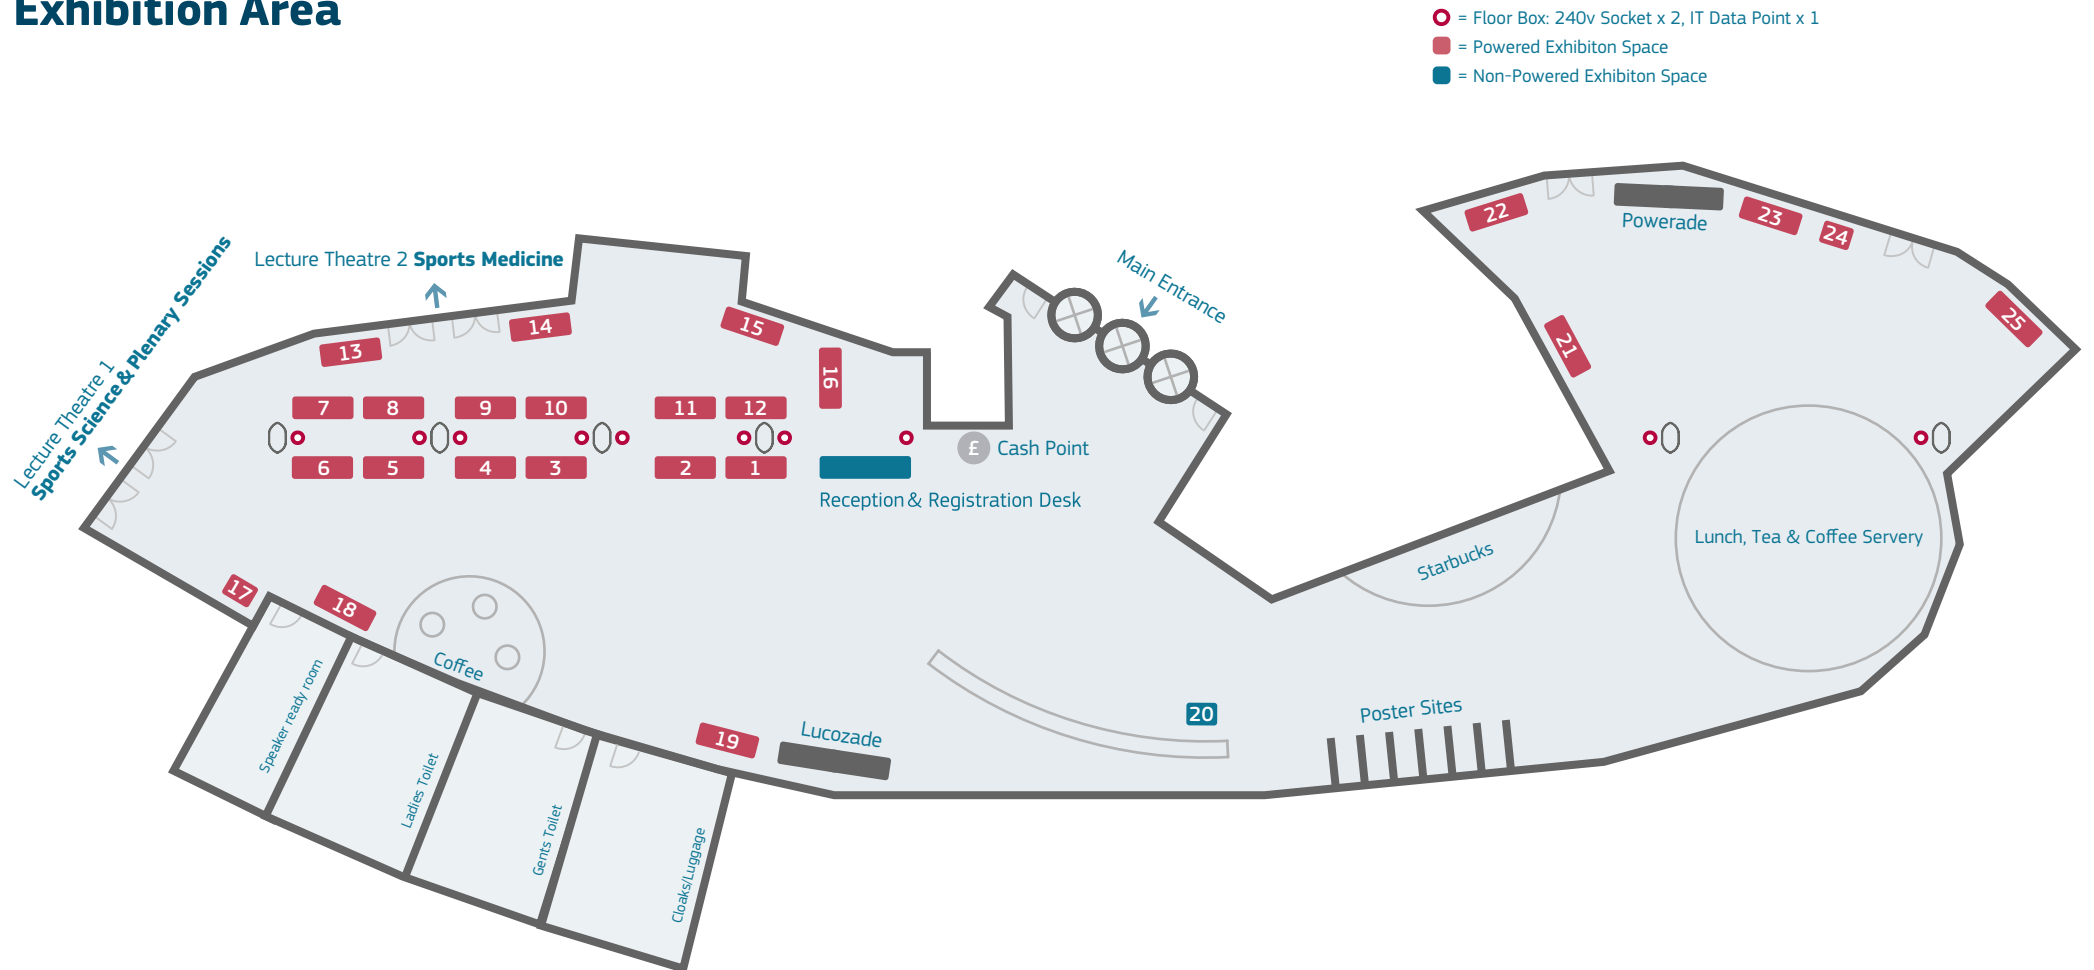 Exhibition Area
= Floor Box: 240v Socket x 2, IT Data Point x 1
= Powered Exhibiton Space
= Non-Powered Exhibiton Space
Lecture Theatre 1
Sports Science & Plenary Sessions
Lecture Theatre 2 Sports Medicine
Main Entrance
22
Powerade
23
24
25
21
13
14
15
16
7
8
9
10
11
12
6
5
4
3
2
1
£
Cash Point
Reception & Registration Desk
Starbucks
Lunch, Tea & Coffee Servery
17
18
Coffee
19
Lucozade
20
Poster Sites
Speaker ready room
Ladies Toilet
Gents Toilet
Cloaks/Luggage